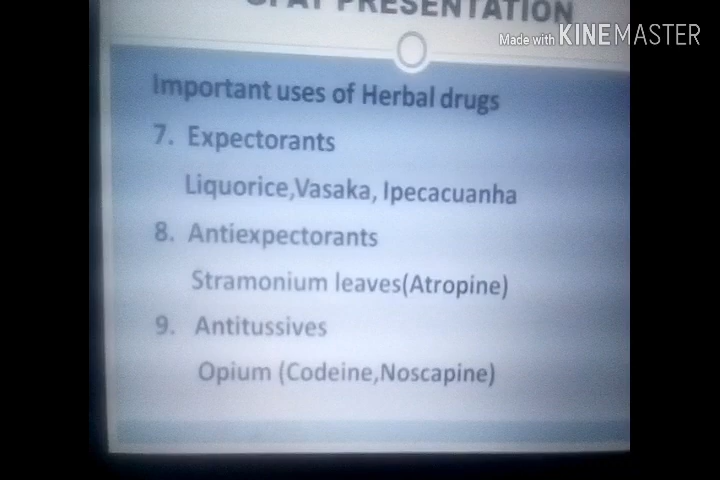 PRESENTATION
Made with KINEMASTER
Important uses of Herbal drugs
7. Expectorants
Liquorice,Vasaka, Ipecacuanha
8. Antiexpectorants
Stramonium leaves(Atropine)
9. Antitussives
Opium (Codeine,Noscapine)